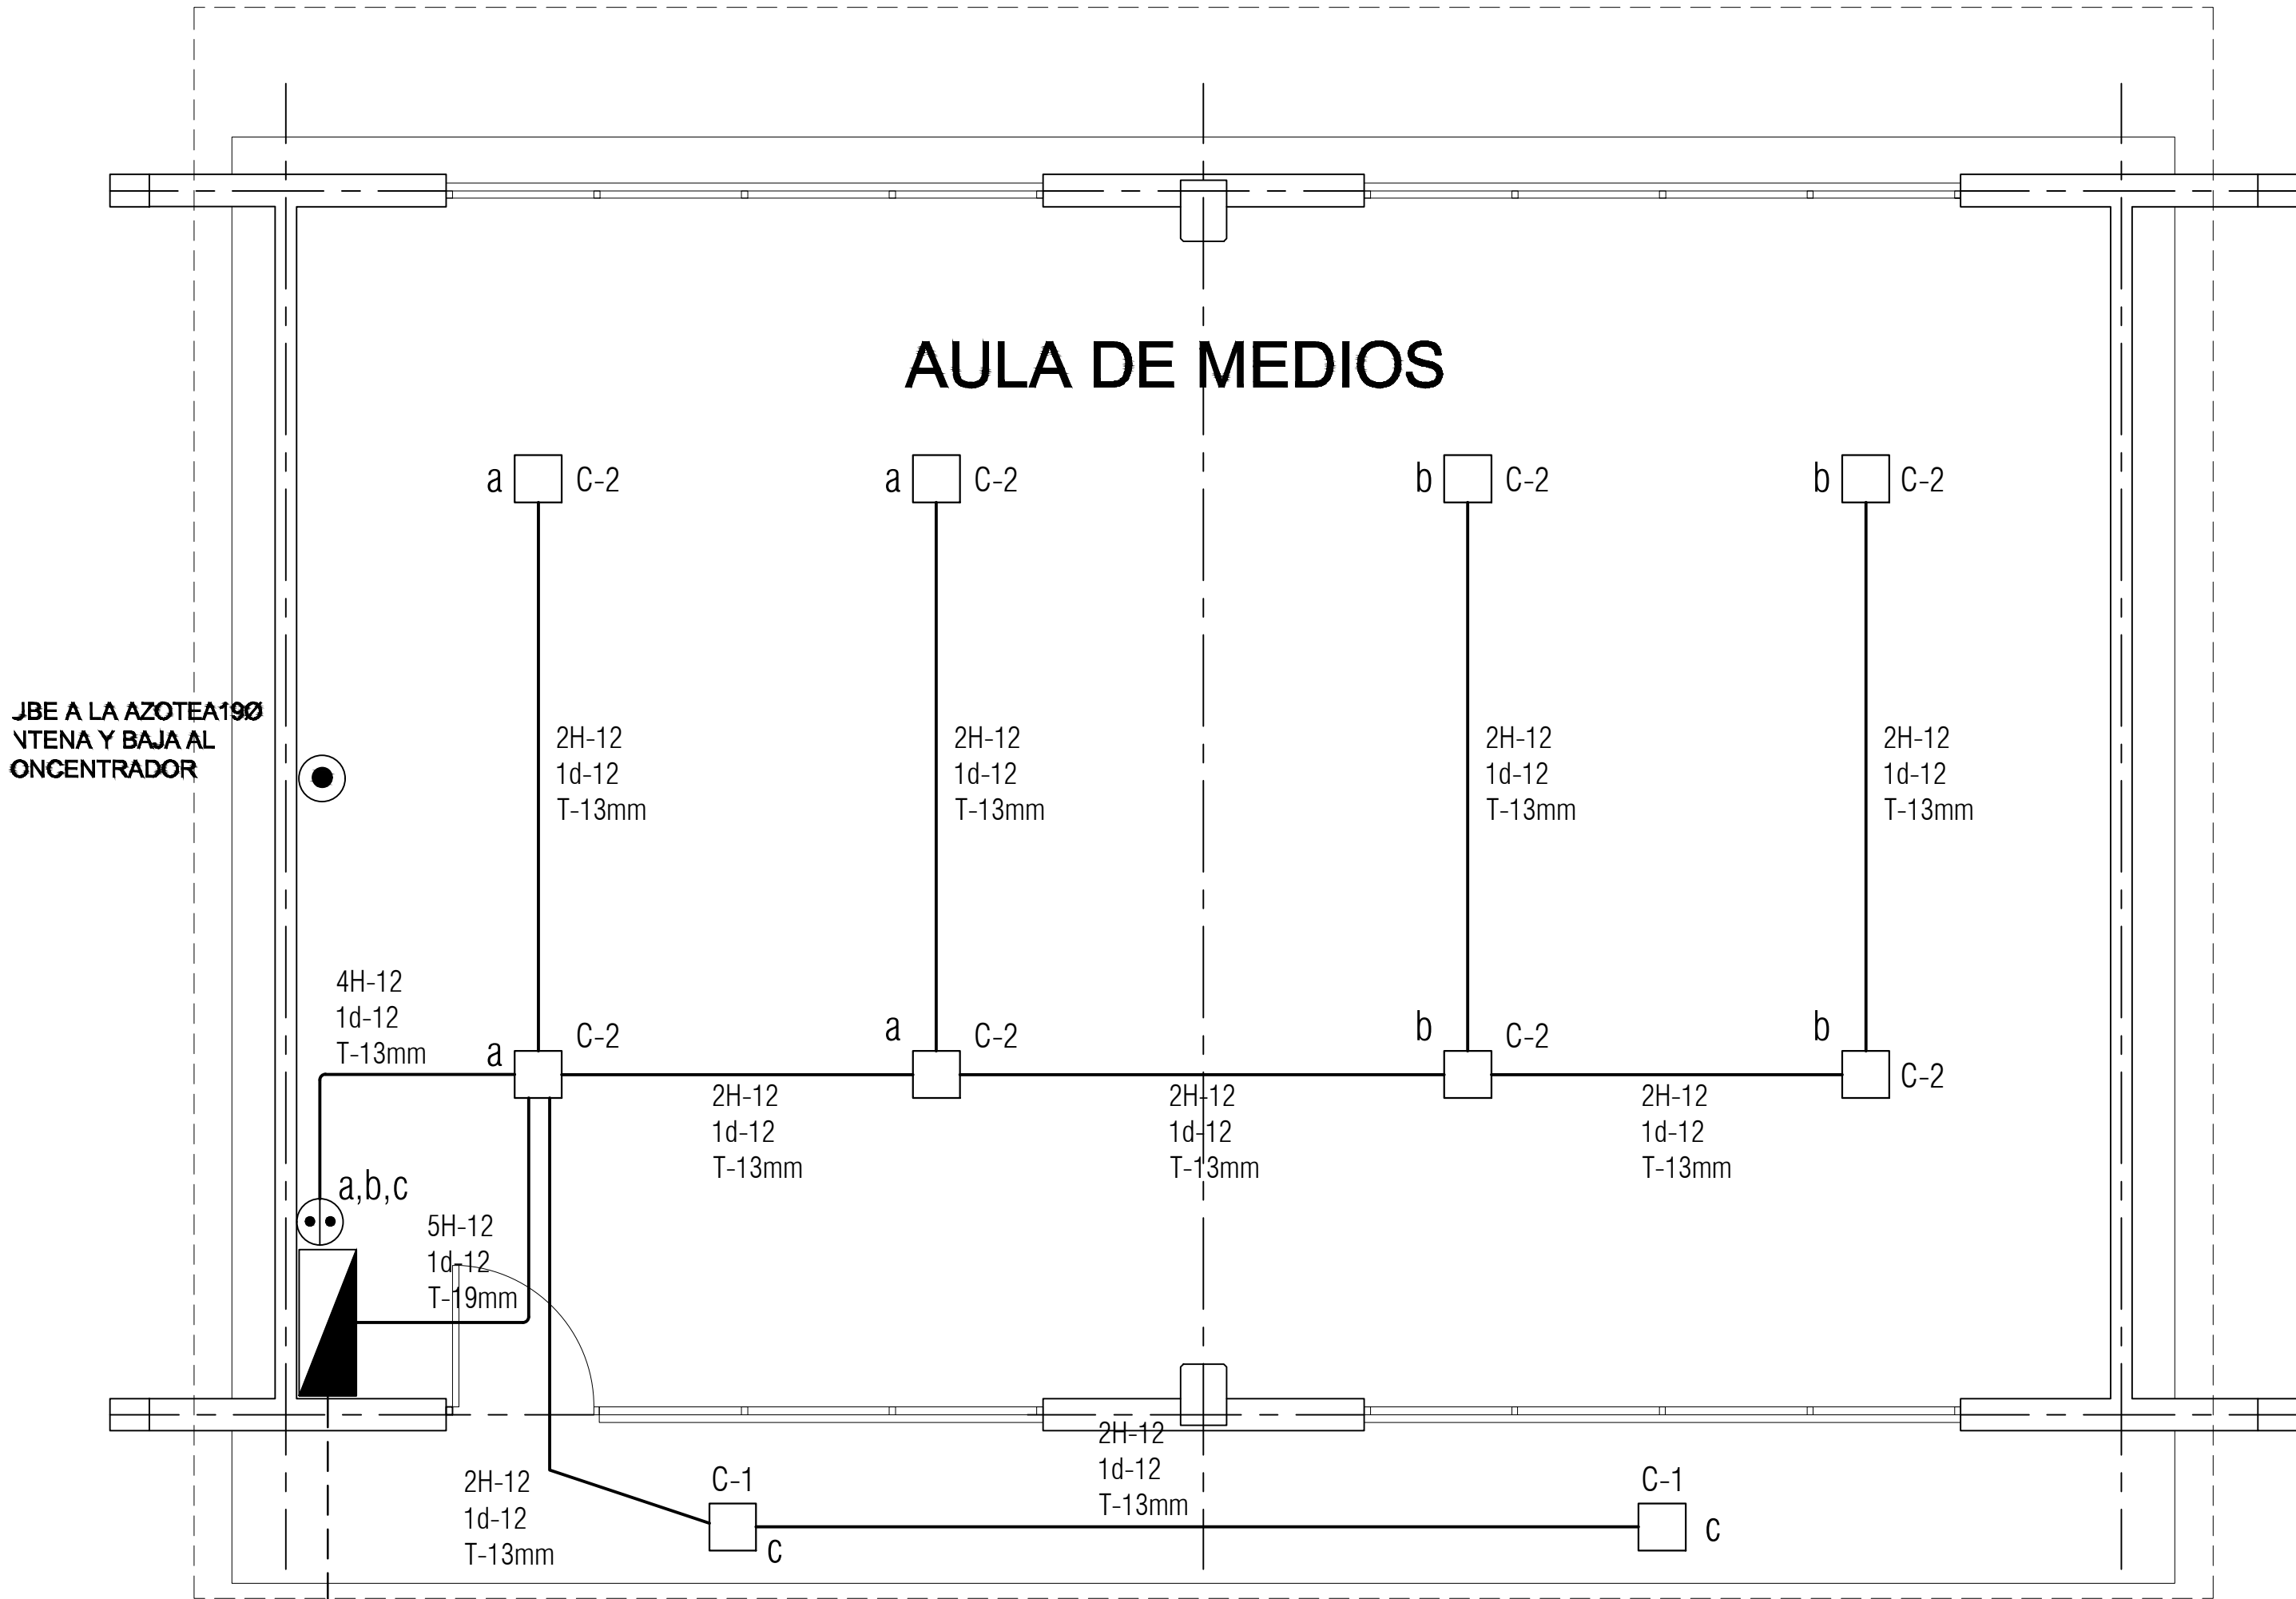 AULA DE MEDIOS
a C-2
a C-2
b C-2
b C-2
UBE A LA AZOTEA19Ø
NTENA Y BAJA AL
ONCENTRADOR
2H-12
1d-12
T-13mm
2H-12
1d-12
T-13mm
2H-12
1d-12
T-13mm
2H-12
1d-12
T-13mm
4H-12
1d-12
T-13mm
a C-2
a C-2
b C-2
b C-2
2H-12
1d-12
T-13mm
2H-12
1d-12
T-13mm
2H-12
1d-12
T-13mm
a,b,c
5H-12
1d-12
T-19mm
2H-12
1d-12
T-13mm
C-1
c
2H-12
1d-12
T-13mm
C-1
c